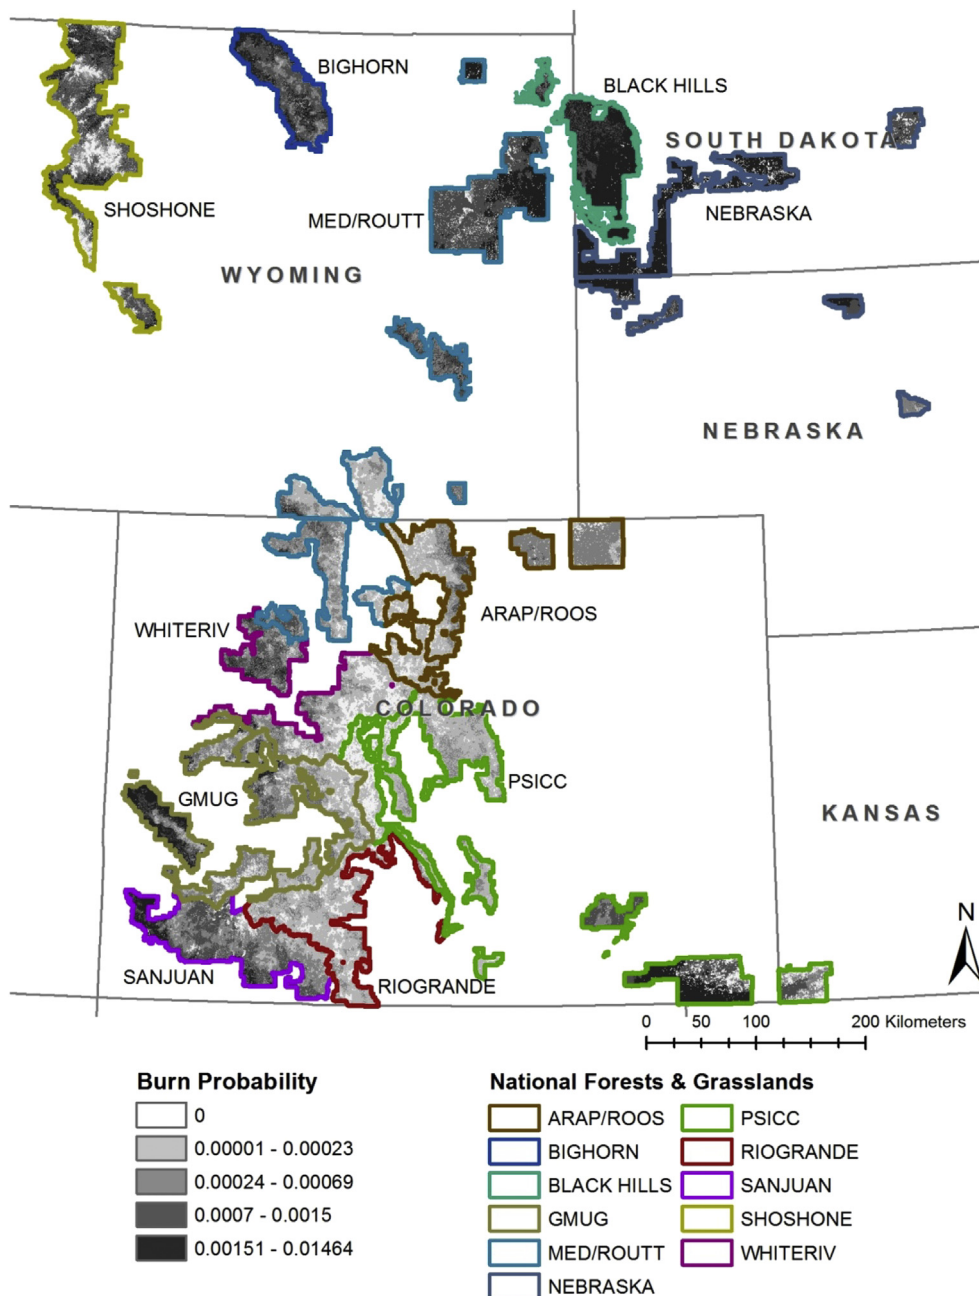 BIGHORN
BLACK HILLS
SOUTH DAKOTA
SHOSHONE
MED/ROUTT
NEBRASKA
WYOMING
NEBRASKA
WHITERIV
ARAP/ROOS
COLORADO
PSICC
GMUG
KANSAS
N
SANJUAN
RIOGRANDE
0 50 100 200 Kilometers
Burn Probability
0
0.00001 - 0.00023
0.00024 - 0.00069
0.0007 - 0.0015
0.00151 - 0.01464
National Forests & Grasslands
ARAP/ROOS
BIGHORN
BLACK HILLS
GMUG
MED/ROUTT
NEBRASKA
PSICC
RIOGRANDE
SANJUAN
SHOSHONE
WHITERIV